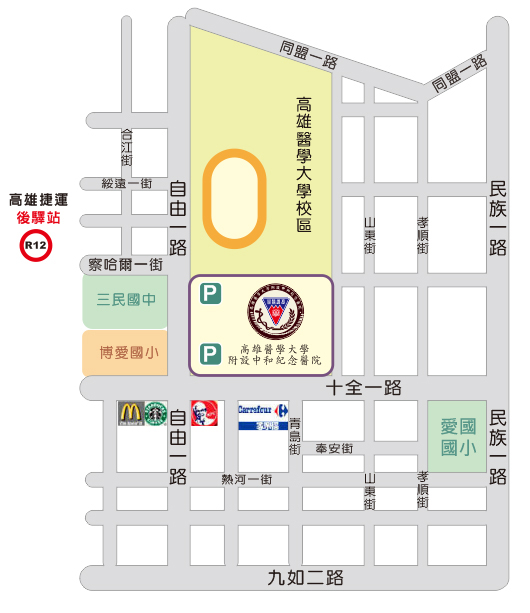 同盟一路
同盟一路
高雄醫學大學校區
合江街
綏遠一街
自由一路
民族一路
高雄捷運
後驛站
R12
山東街
孝順街
察哈爾一街
三民國中
P
博愛國小
P
高雄醫學大學
附設中和紀念醫院
十全一路
M
KFC
Carrefour
自由一路
青島街
民族一路
愛國
國小
奉安街
熱河一街
山東街
孝順街
九如二路